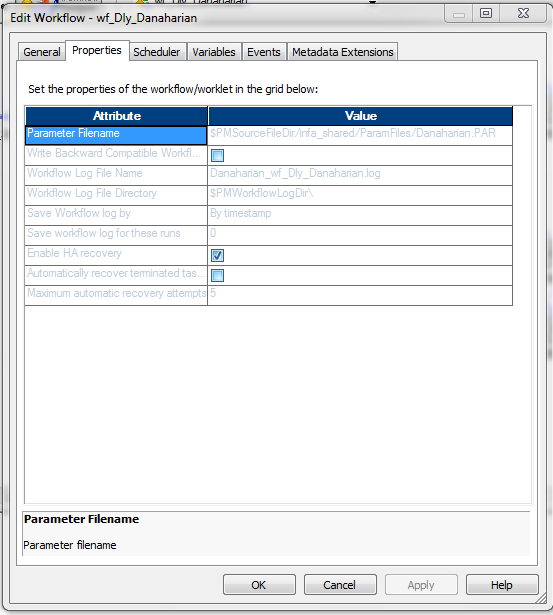 Edit Workflow - wf_Dly_Danaharian
General Properties Scheduler Variables Events Metadata Extensions
Set the properties of the workflow/worklet in the grid below:
Attribute Value
Parameter Filename $PMSourceFileDir/infa_shared/ParamFiles/Danaharian.PAR
Write Backward Compatible Workfl...
Workflow Log File Name Danaharian_wf_Dly_Danaharian.log
Workflow Log File Directory $PMWorkflowLogDir\
Save Workflow log by By timestamp
Save workflow log for these runs 0
Enable HA recovery
Automatically recover terminated tas...
Maximum automatic recovery attempts 5
Parameter Filename
Parameter filename
OK Cancel Apply Help